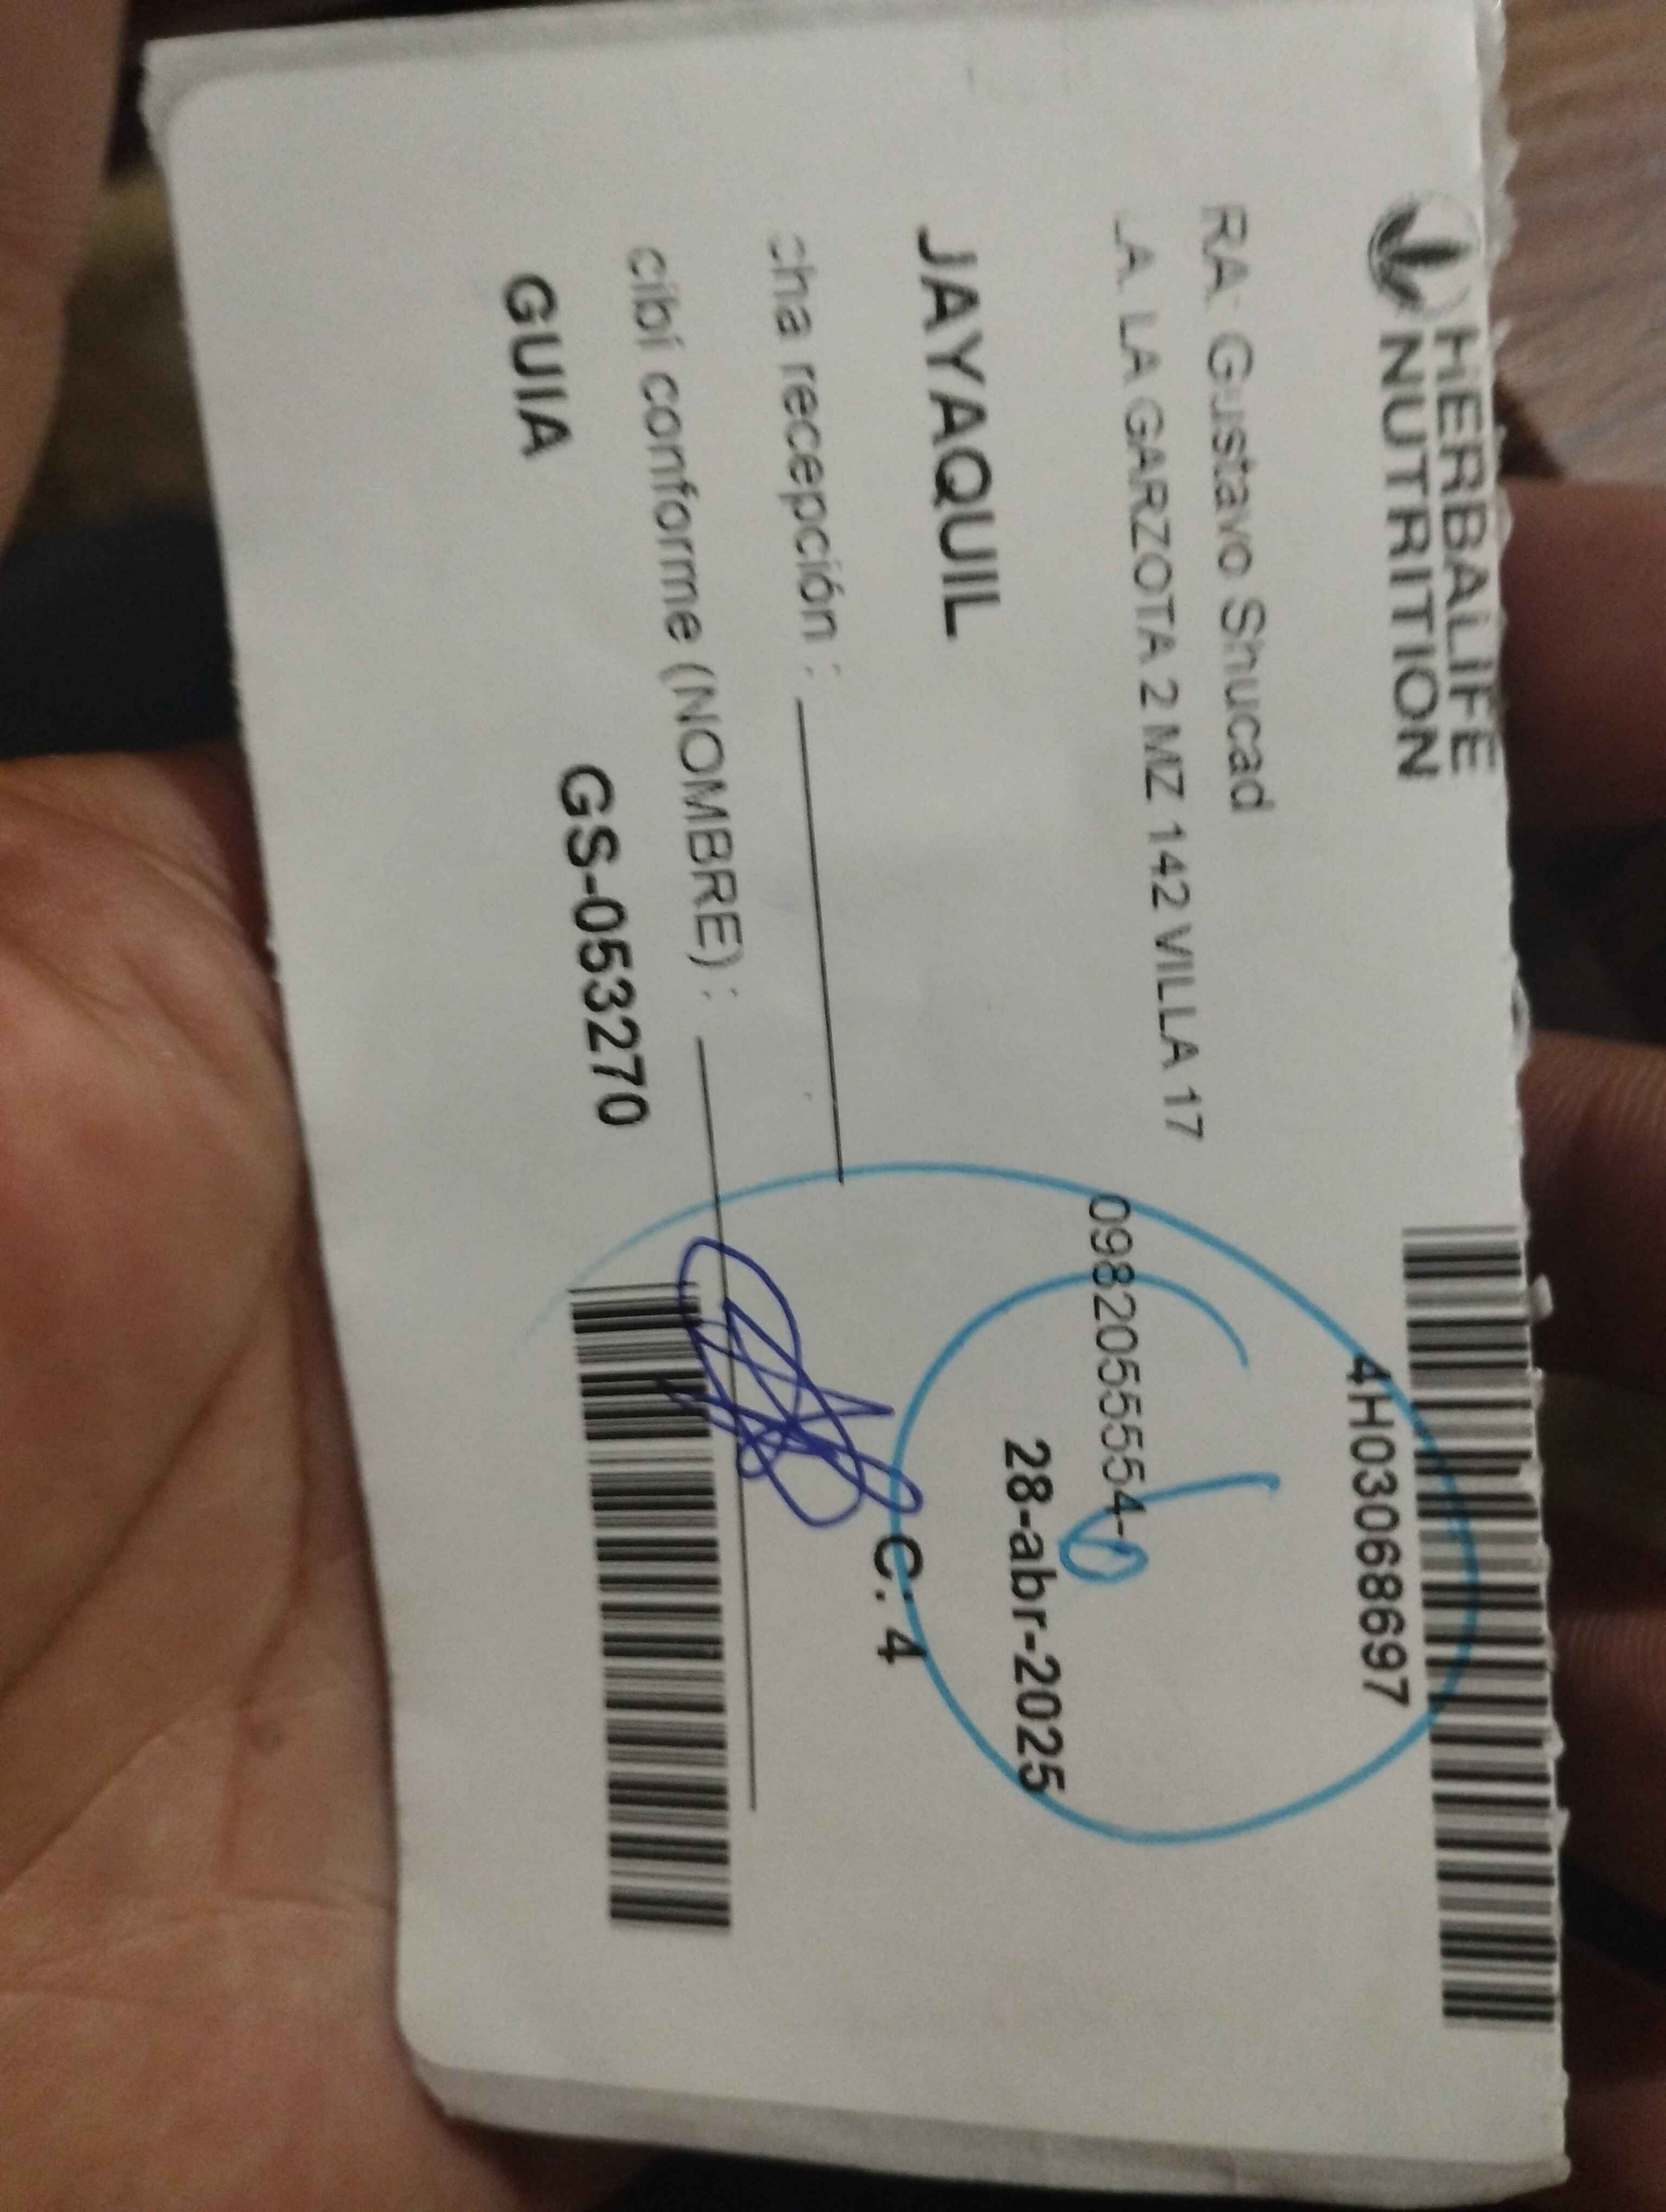 HERBALIFE
NUTRITION
4H03068697
RA: Gustavo Shucad
.A. LA GARZOTA 2 MZ 142 VILLA 17
0982055554-
JAYAQUIL
28-abr-2025
cha recepción :
C: 4
cibí conforme (NOMBRE) :
GUIA
GS-053270